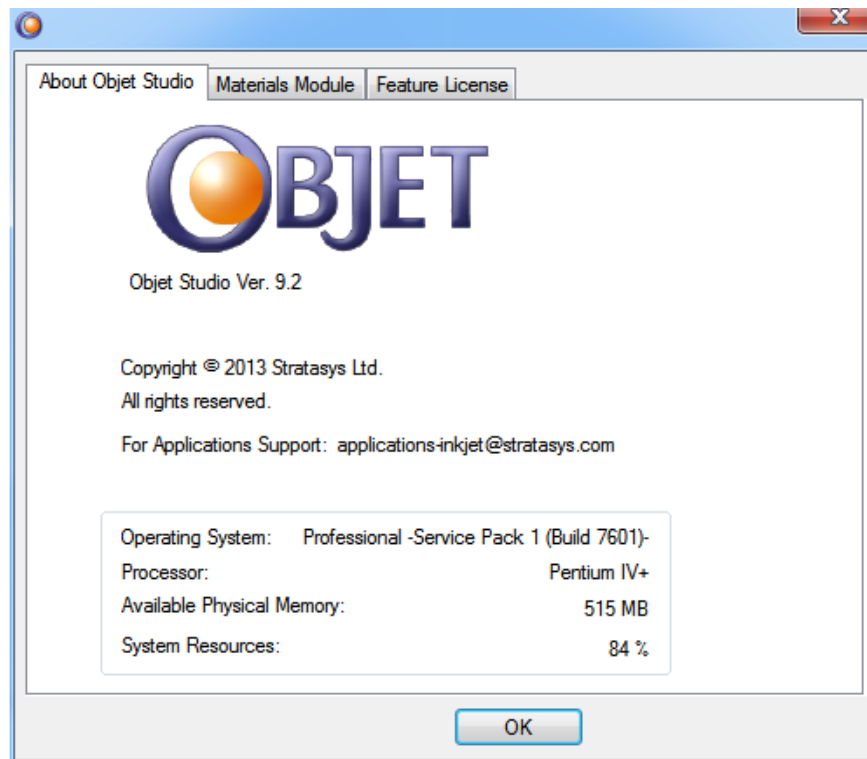 About Objet Studio Materials Module Feature License
OBJET
Objet Studio Ver. 9.2
Copyright © 2013 Stratasys Ltd.
All rights reserved.
For Applications Support: applications-inkjet@stratasys.com
Operating System: Professional -Service Pack 1 (Build 7601)-
Processor: Pentium IV+
Available Physical Memory: 515 MB
System Resources: 84 %
OK